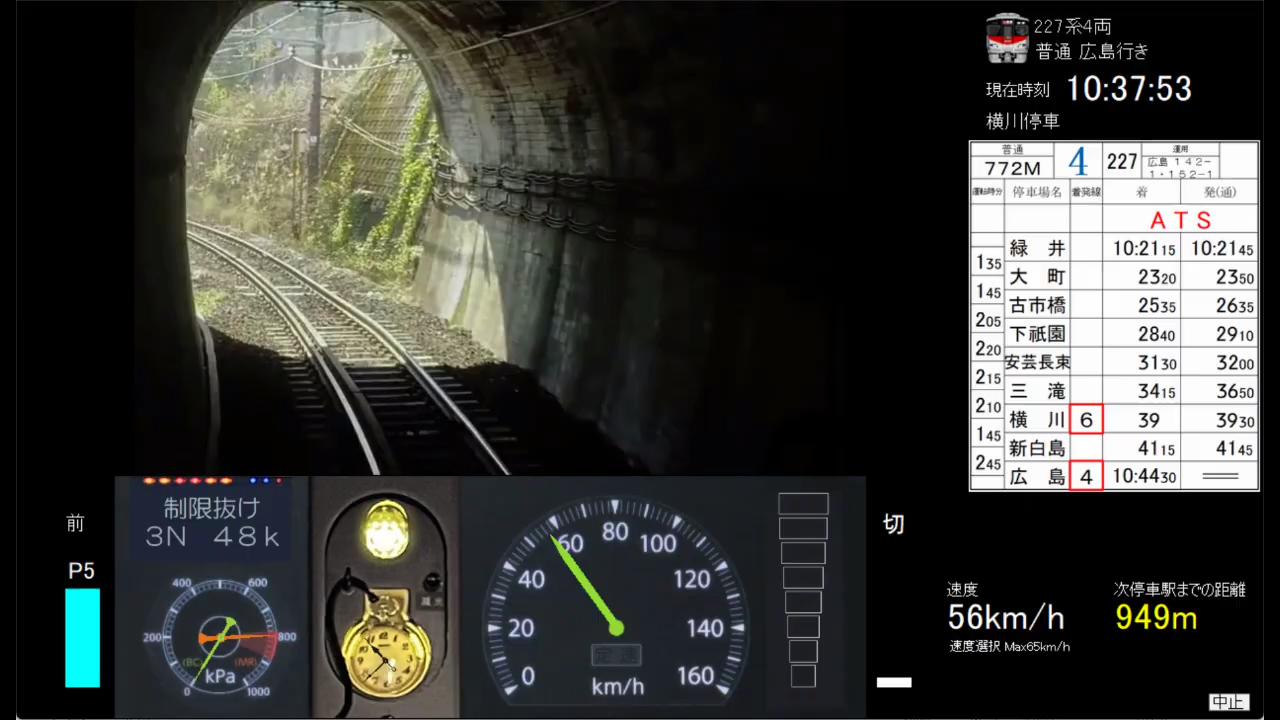 227系4両
普通 広島行き
現在時刻 10:37:53
横川停車
普通 772M 4 227 運用 広島 142-1・152-1
運転時分 停車場名 着発線 着 発(通)
ATS
緑井 10:21 15 10:21 45
1 35
大町 23 20 23 50
1 45
古市橋 25 35 26 35
2 05
下祇園 28 40 29 10
2 20
安芸長束 31 30 32 00
2 15
三滝 34 15 36 50
2 10
横川 6 39 39 30
1 45
新白島 41 15 41 45
2 45
広島 4 10:44 30
前
P5
制限抜け
3N 48k
0 200 400 600 800 1000
(BC) (MR)
kPa
0 20 40 60 80 100 120 140 160
km/h
切
速度
56km/h
速度選択 Max65km/h
次停車駅までの距離
949m
中止